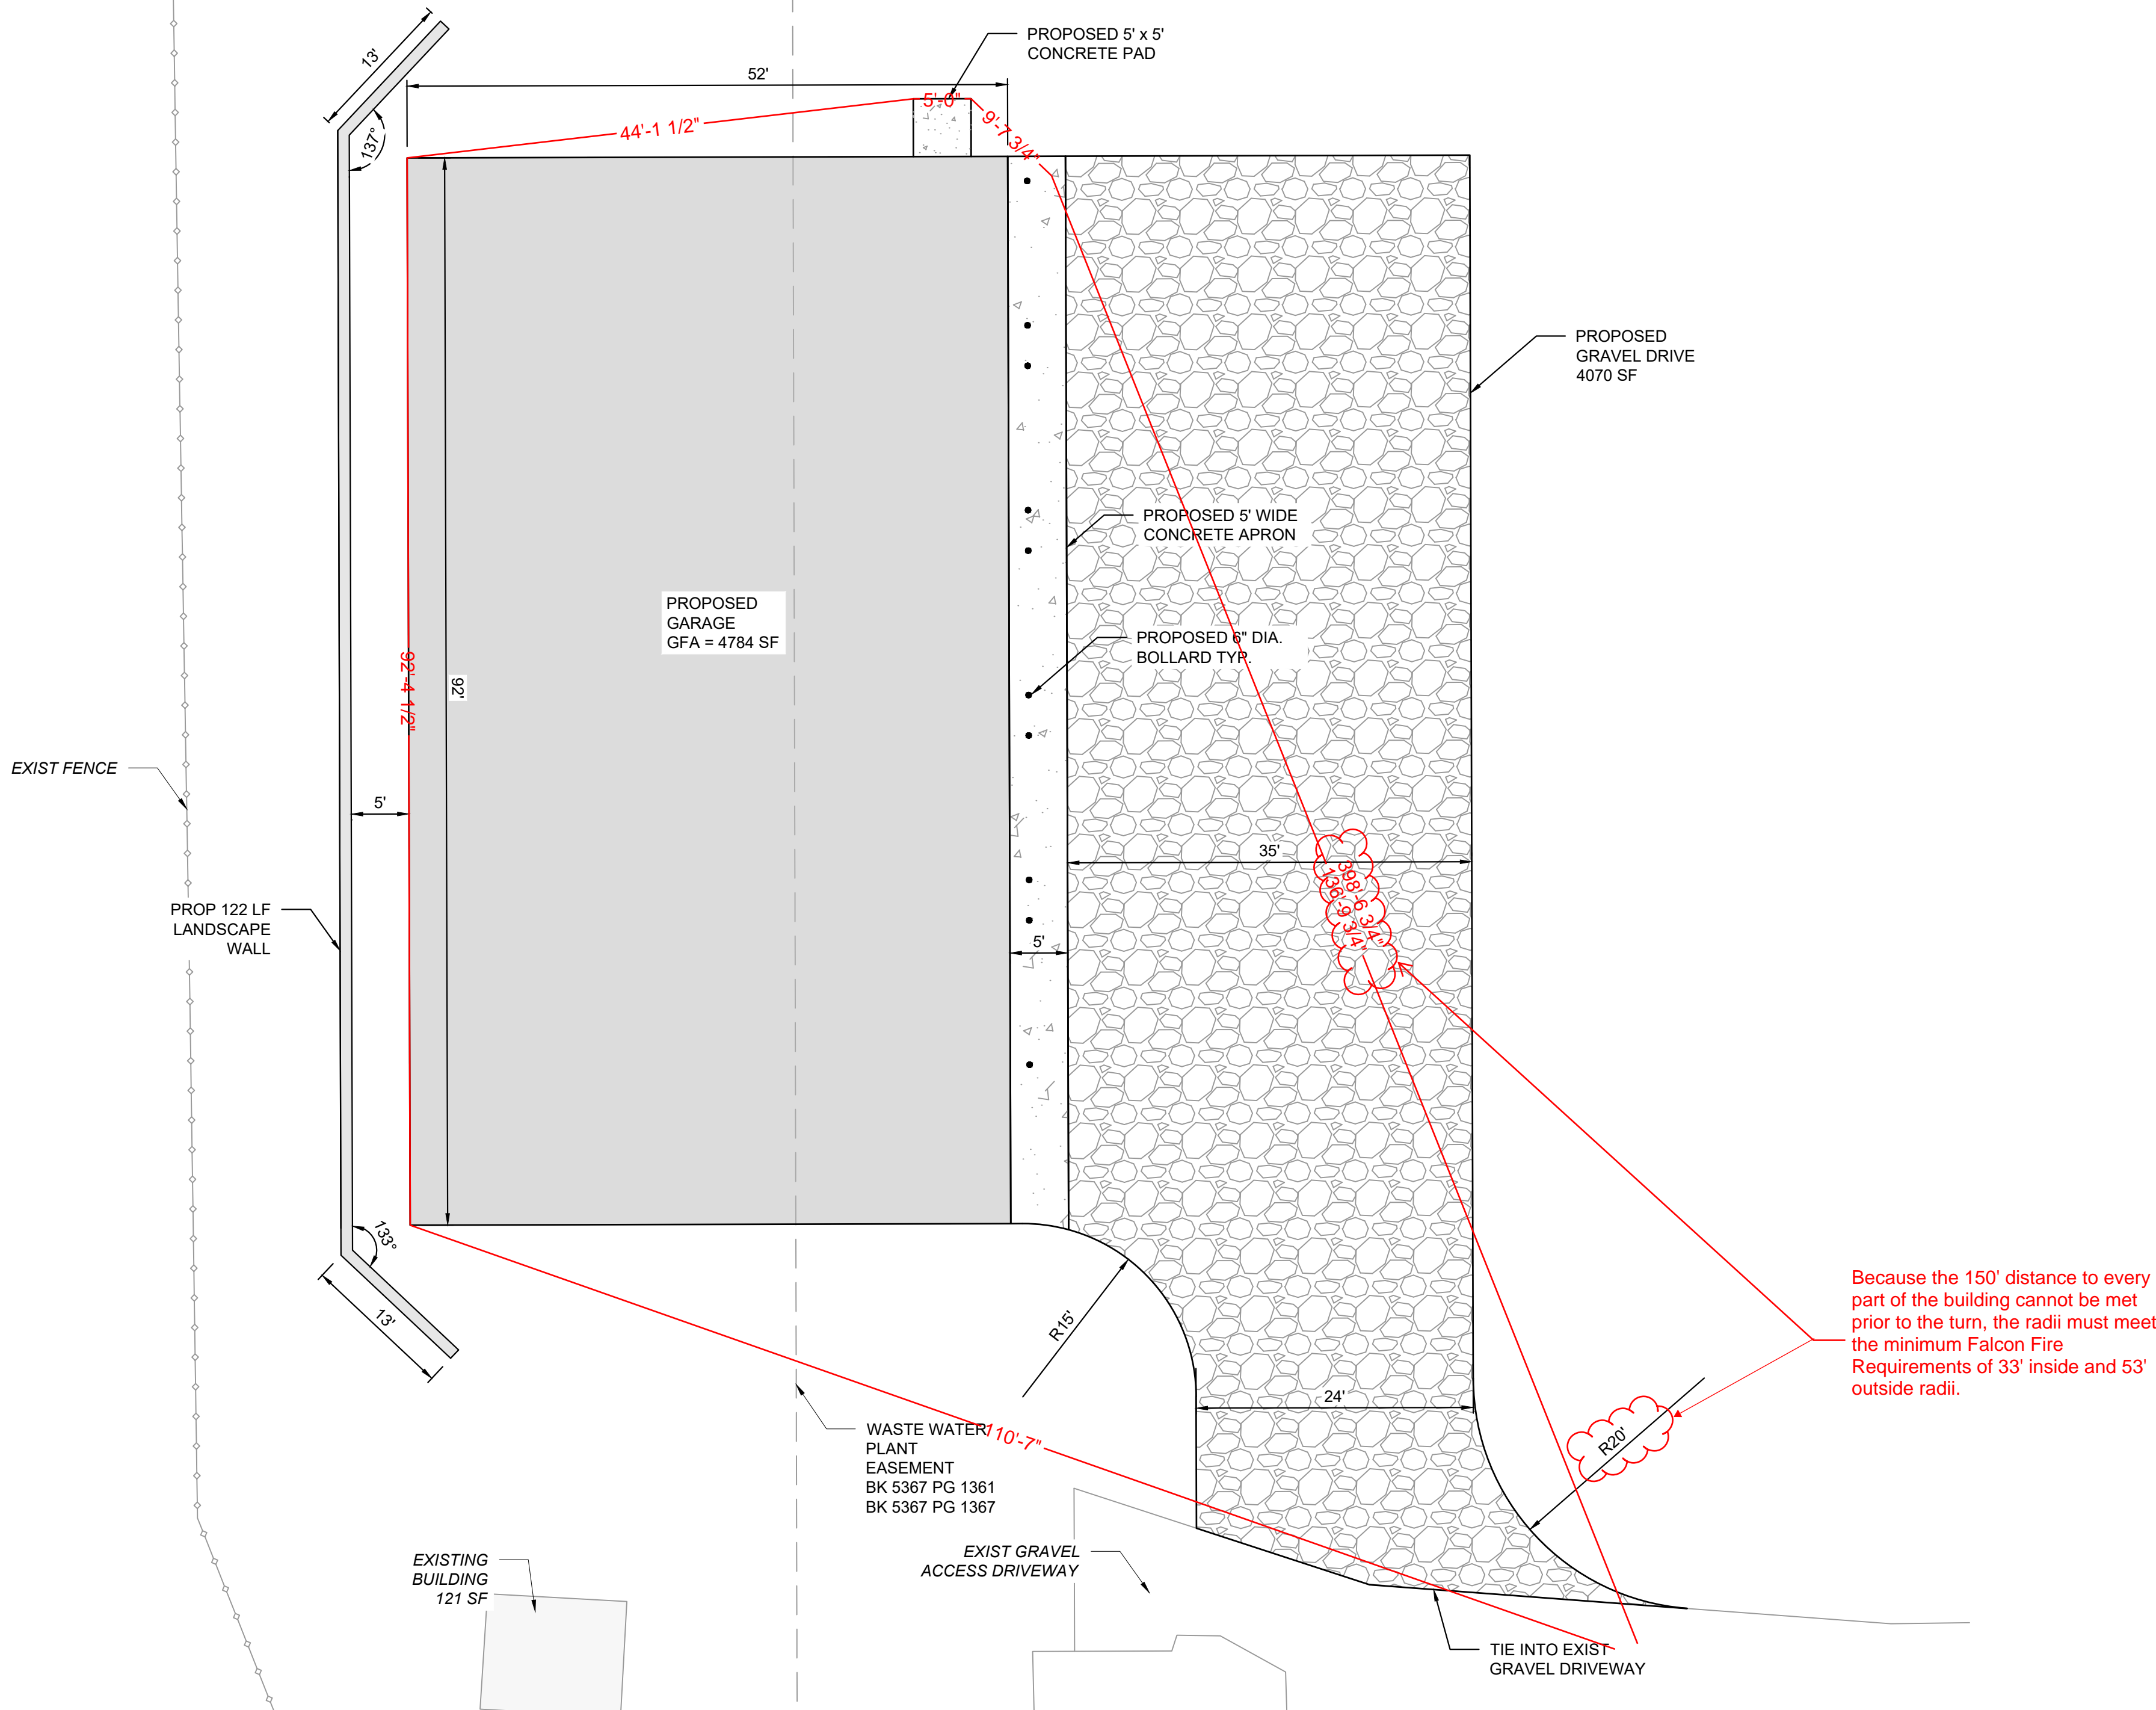 13'
PROPOSED 5' x 5'
CONCRETE PAD
52'
5'-0"
44'-1 1/2"
9'-7 3/4"
137°
PROPOSED
GRAVEL DRIVE
4070 SF
PROPOSED 5' WIDE
CONCRETE APRON
PROPOSED
GARAGE
GFA = 4784 SF
PROPOSED 6" DIA.
BOLLARD TYP.
92'-4 1/2"
92'
EXIST FENCE
5'
35'
398'-6 3/4"
136'-9 3/4"
PROP 122 LF
LANDSCAPE
WALL
5'
133°
13'
R15'
Because the 150' distance to every
part of the building cannot be met
prior to the turn, the radii must meet
the minimum Falcon Fire
Requirements of 33' inside and 53'
outside radii.
24'
R20'
110'-7"
WASTE WATER
PLANT
EASEMENT
BK 5367 PG 1361
BK 5367 PG 1367
EXISTING
BUILDING
121 SF
EXIST GRAVEL
ACCESS DRIVEWAY
TIE INTO EXIST
GRAVEL DRIVEWAY